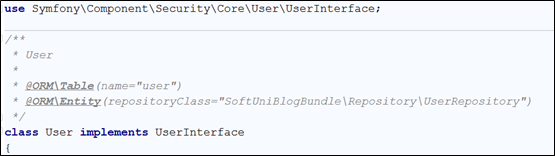 use Symfony\Component\Security\Core\User\UserInterface;
/**
 * User
 *
 * @ORM\Table(name="user")
 * @ORM\Entity(repositoryClass="SoftUniBlogBundle\Repository\UserRepository")
 */
class User implements UserInterface
{